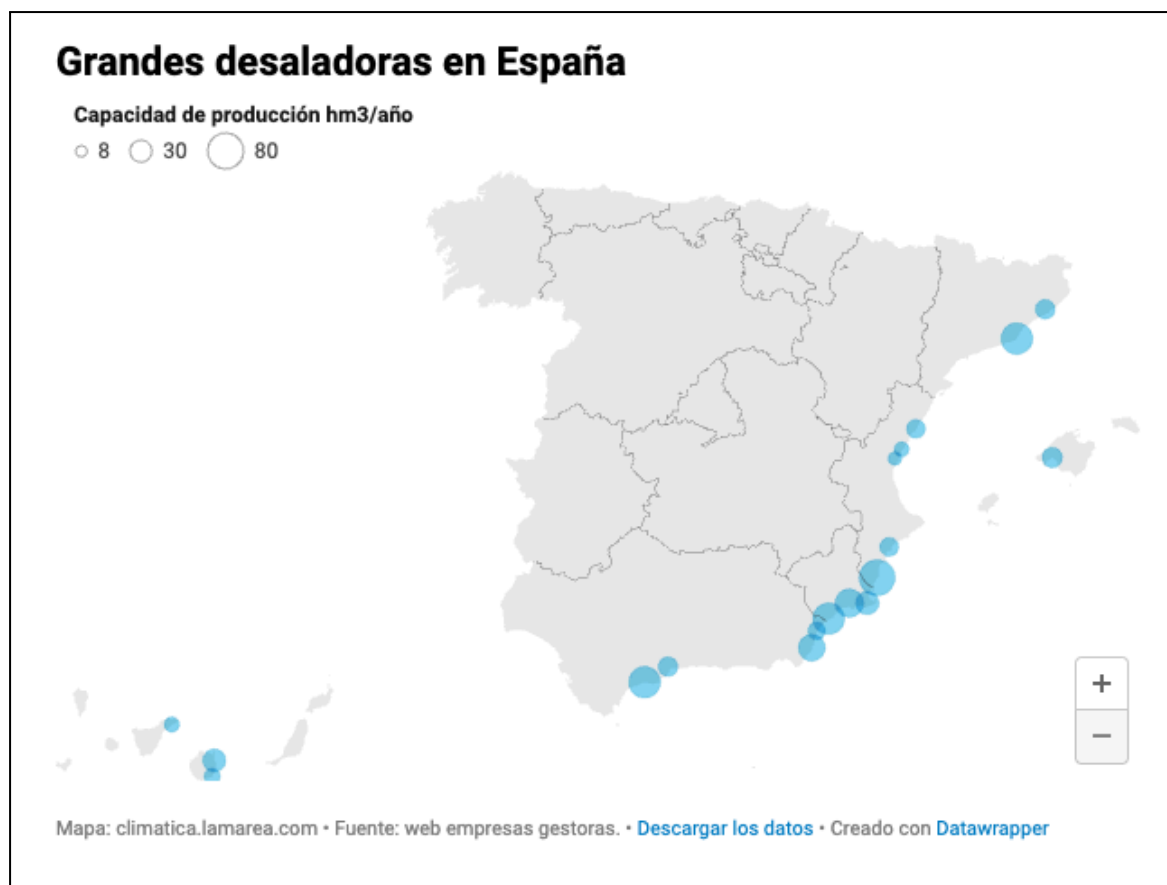 Grandes desaladoras en España
Capacidad de producción hm3/año
8 30 80
+
−
Mapa: climatica.lamarea.com • Fuente: web empresas gestoras. • Descargar los datos • Creado con Datawrapper